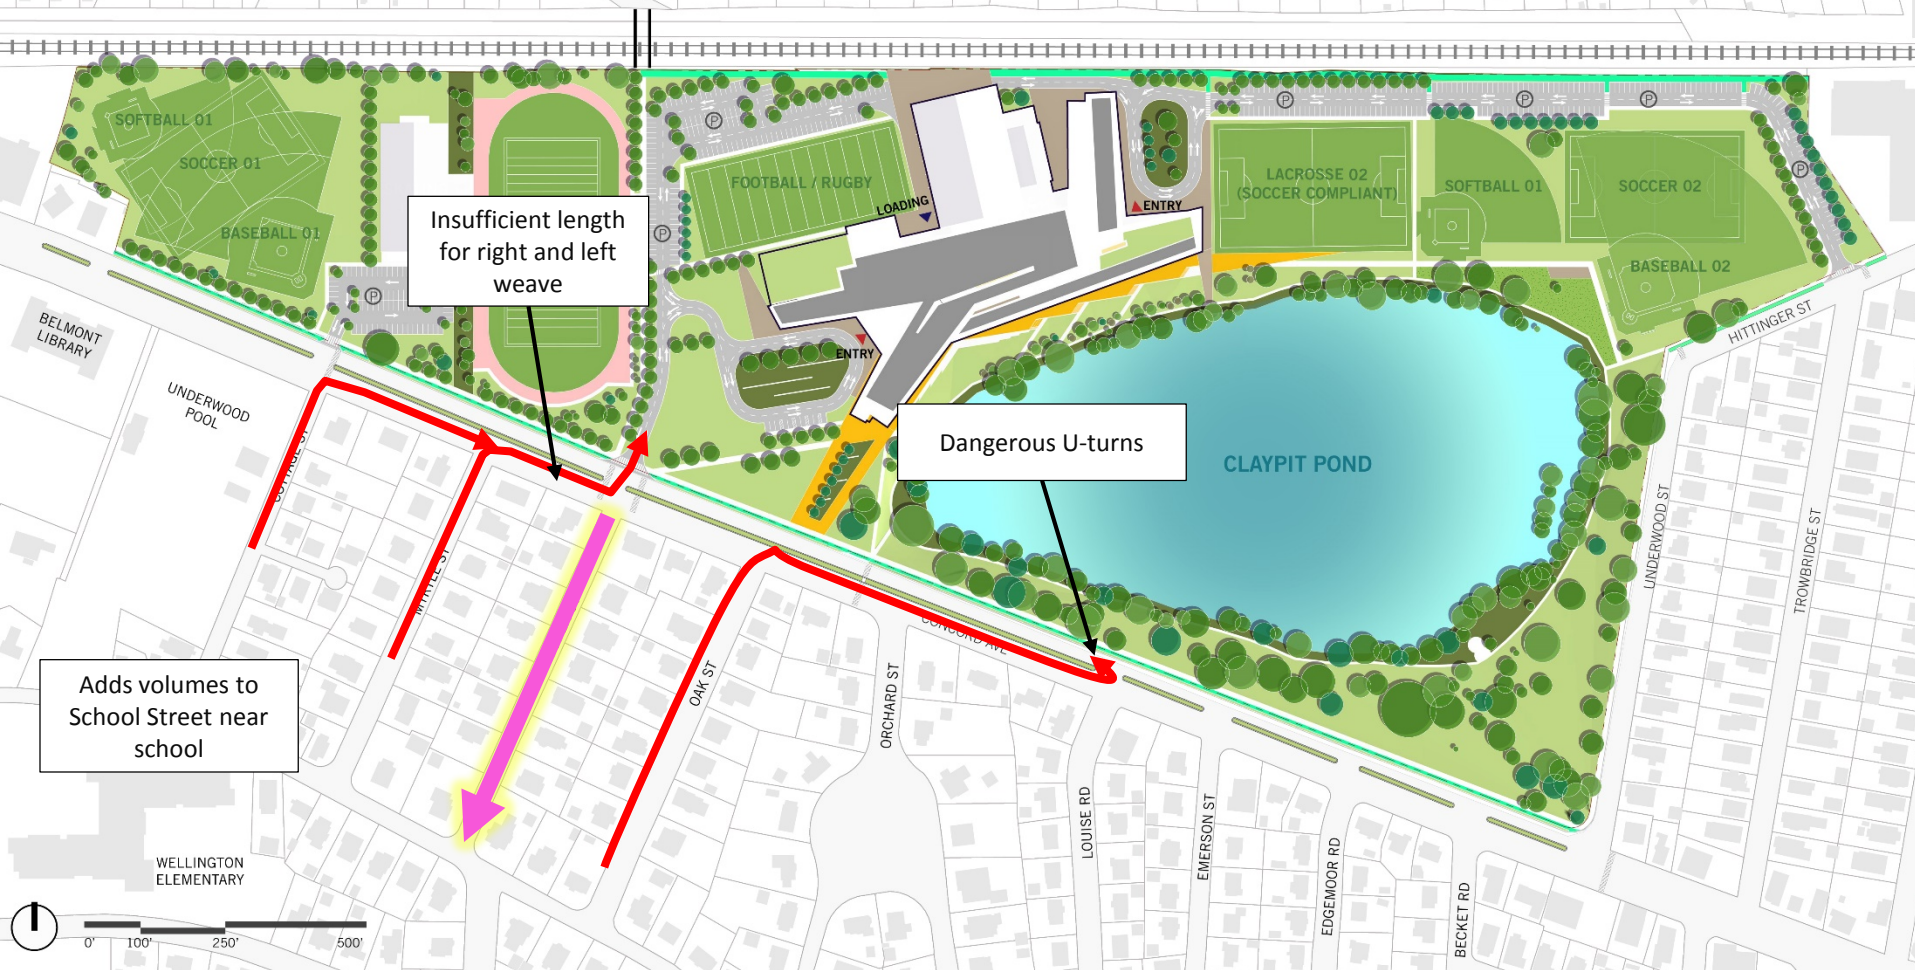 SOFTBALL 01
SOCCER 01
BASEBALL 01
P
P
P
FOOTBALL / RUGBY
LOADING
ENTRY
ENTRY
P
P
P
P
LACROSSE 02
(SOCCER COMPLIANT)
SOFTBALL 01
SOCCER 02
BASEBALL 02
Insufficient length
for right and left
weave
Dangerous U-turns
CLAYPIT POND
HITTINGER ST
BELMONT
LIBRARY
UNDERWOOD
POOL
COTTAGE ST
MYRTLE ST
OAK ST
ORCHARD ST
CONCORD AVE
LOUISE RD
EMERSON ST
EDGEMOOR RD
BECKET RD
UNDERWOOD ST
TROWBRIDGE ST
Adds volumes to
School Street near
school
WELLINGTON
ELEMENTARY
0' 100' 250' 500'